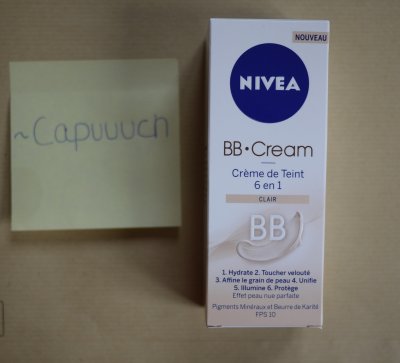 ~Capuuuch
NOUVEAU
NIVEA
BB•Cream
Crème de Teint
6 en 1
CLAIR
BB
1. Hydrate 2. Toucher velouté
3. Affine le grain de peau 4. Unifie
5. Illumine 6. Protège
Effet peau nue parfaite
Pigments Minéraux et Beurre de Karité
FPS 10